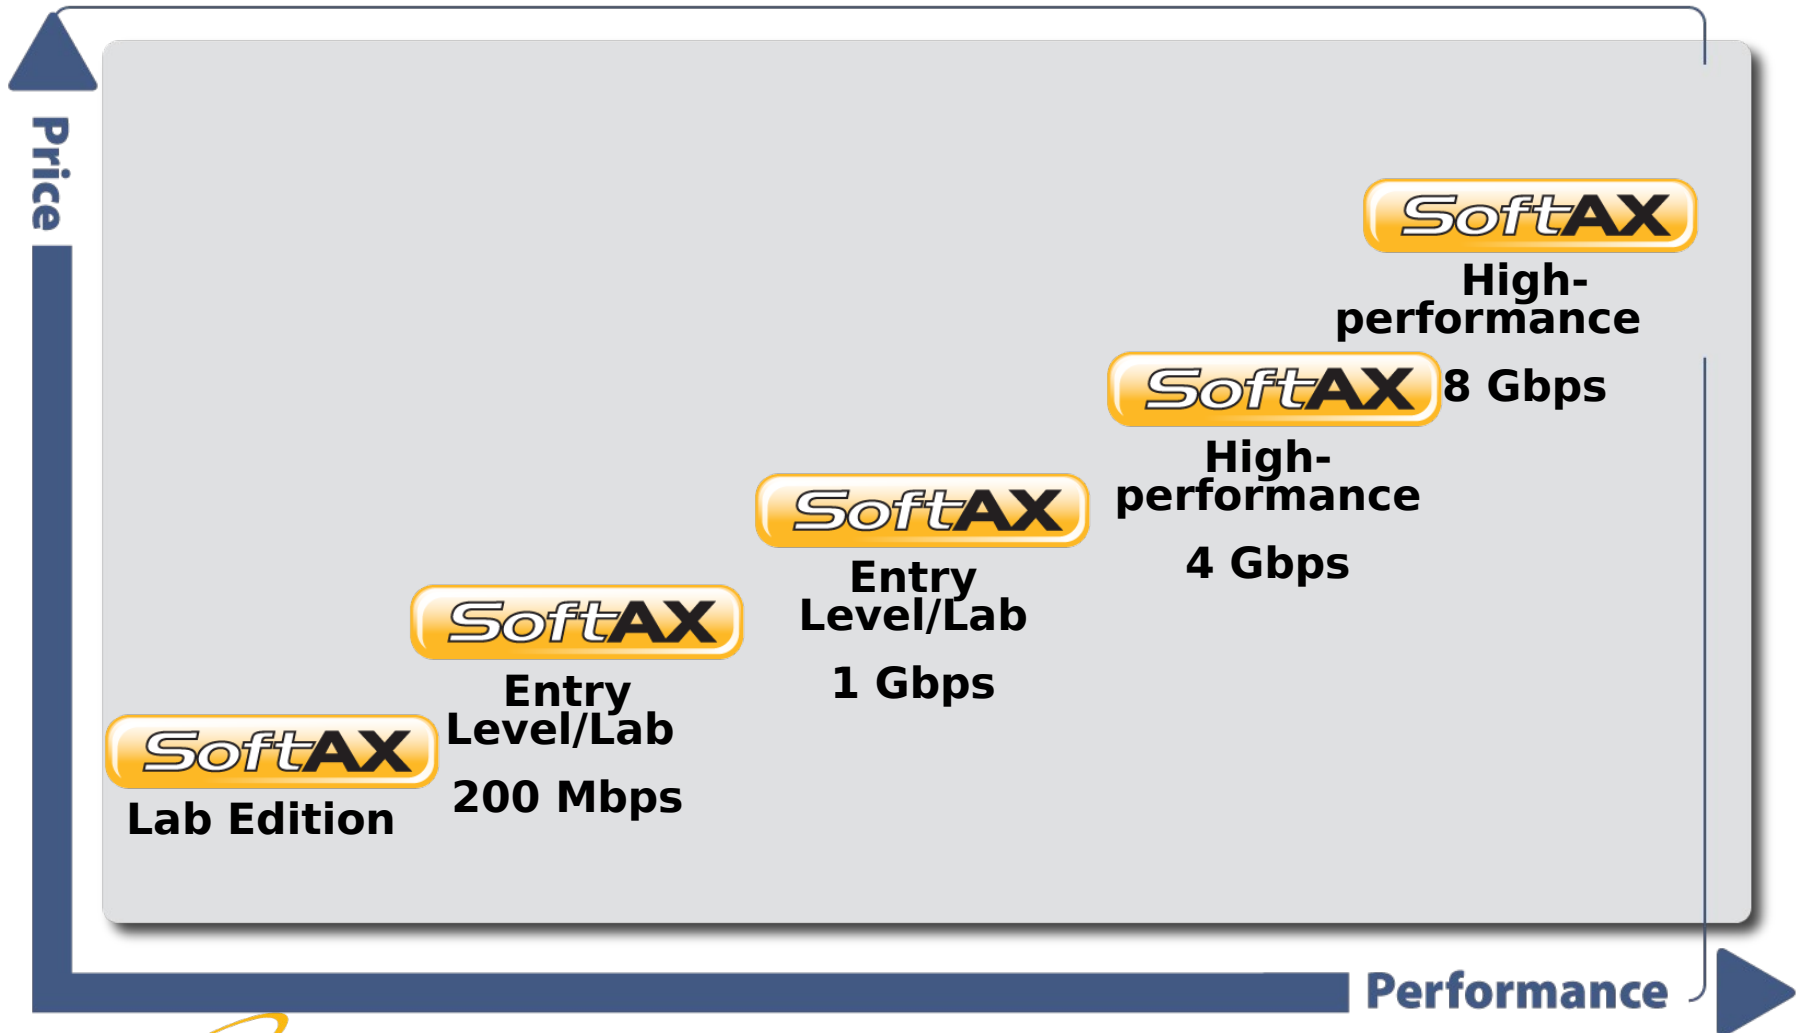 Price
SoftAX
High-
performance
8 Gbps
SoftAX
High-
performance
4 Gbps
SoftAX
Entry
Level/Lab
1 Gbps
SoftAX
Entry
Level/Lab
200 Mbps
SoftAX
Lab Edition
Performance